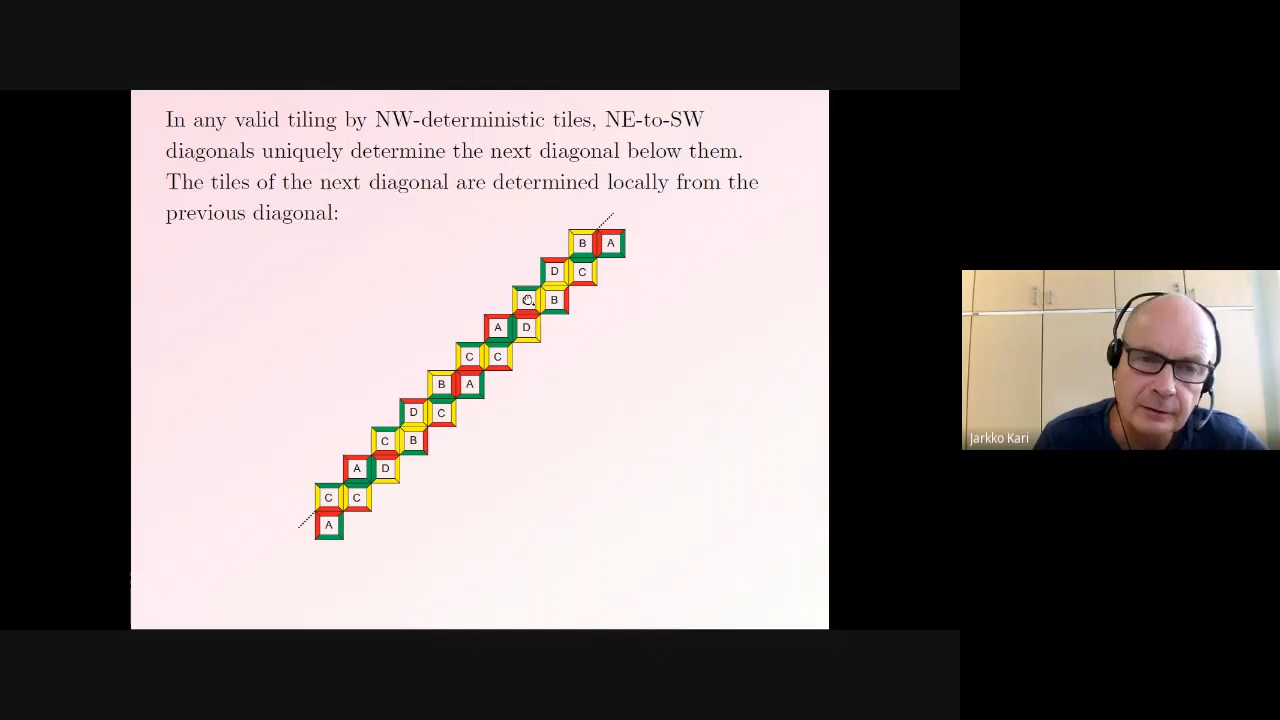 In any valid tiling by NW-deterministic tiles, NE-to-SW
diagonals uniquely determine the next diagonal below them.
The tiles of the next diagonal are determined locally from the
previous diagonal:
B A
D C
B
A D
C C
B A
D C
C B
A D
C C
A
Jarkko Kari